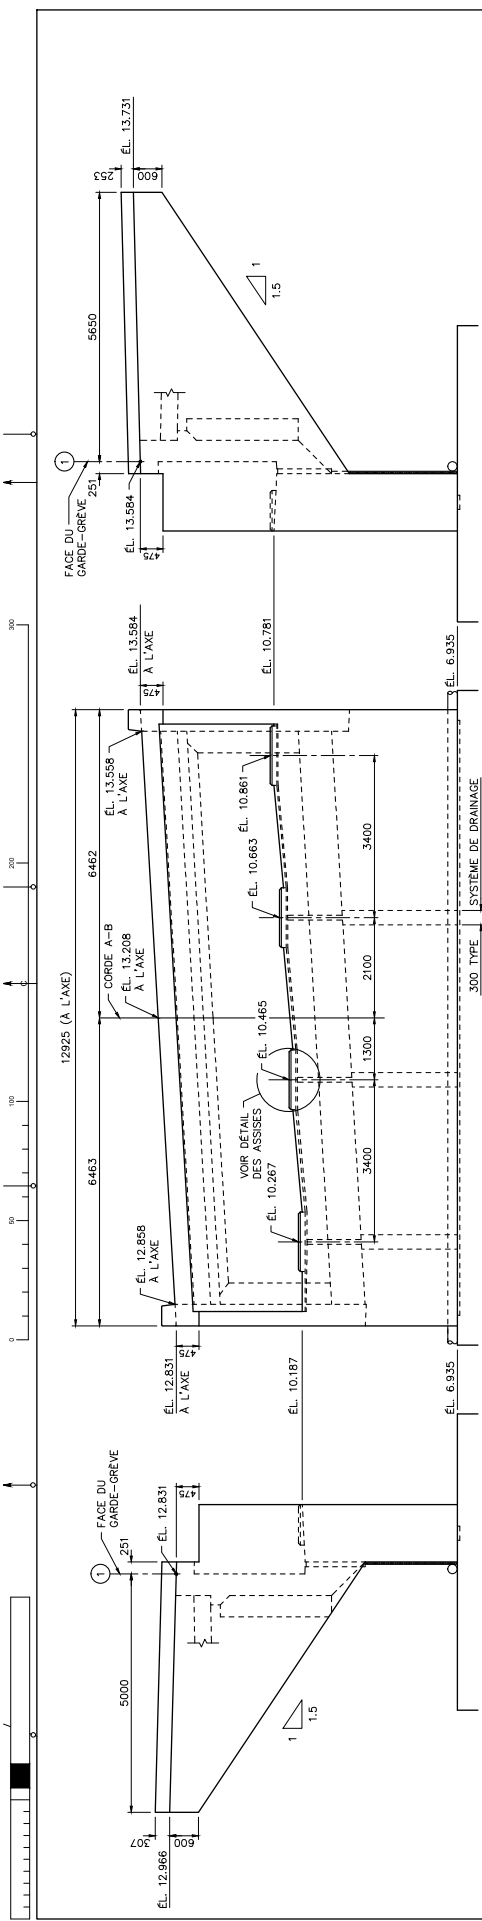 0
50
100
200
300
C
ÉL. 12.966
307
600
5000
1
1.5
1
FACE DU
GARDE-GRÈVE
251
ÉL. 12.831
475
ÉL. 12.831
À L'AXE
475
ÉL. 10.187
ÉL. 6.935
12925 (À L'AXE)
6463
6462
ÉL. 12.858
À L'AXE
CORDE A-B
ÉL. 13.208
À L'AXE
ÉL. 13.558
À L'AXE
ÉL. 13.584
À L'AXE
475
VOIR DÉTAIL
DES ASSISES
ÉL. 10.267
ÉL. 10.465
ÉL. 10.663
ÉL. 10.861
ÉL. 10.781
3400
1300
2100
3400
300 TYPE
SYSTÈME DE DRAINAGE
ÉL. 6.935
FACE DU
GARDE-GRÈVE
1
251
ÉL. 13.584
475
5650
253
600
ÉL. 13.731
1
1.5